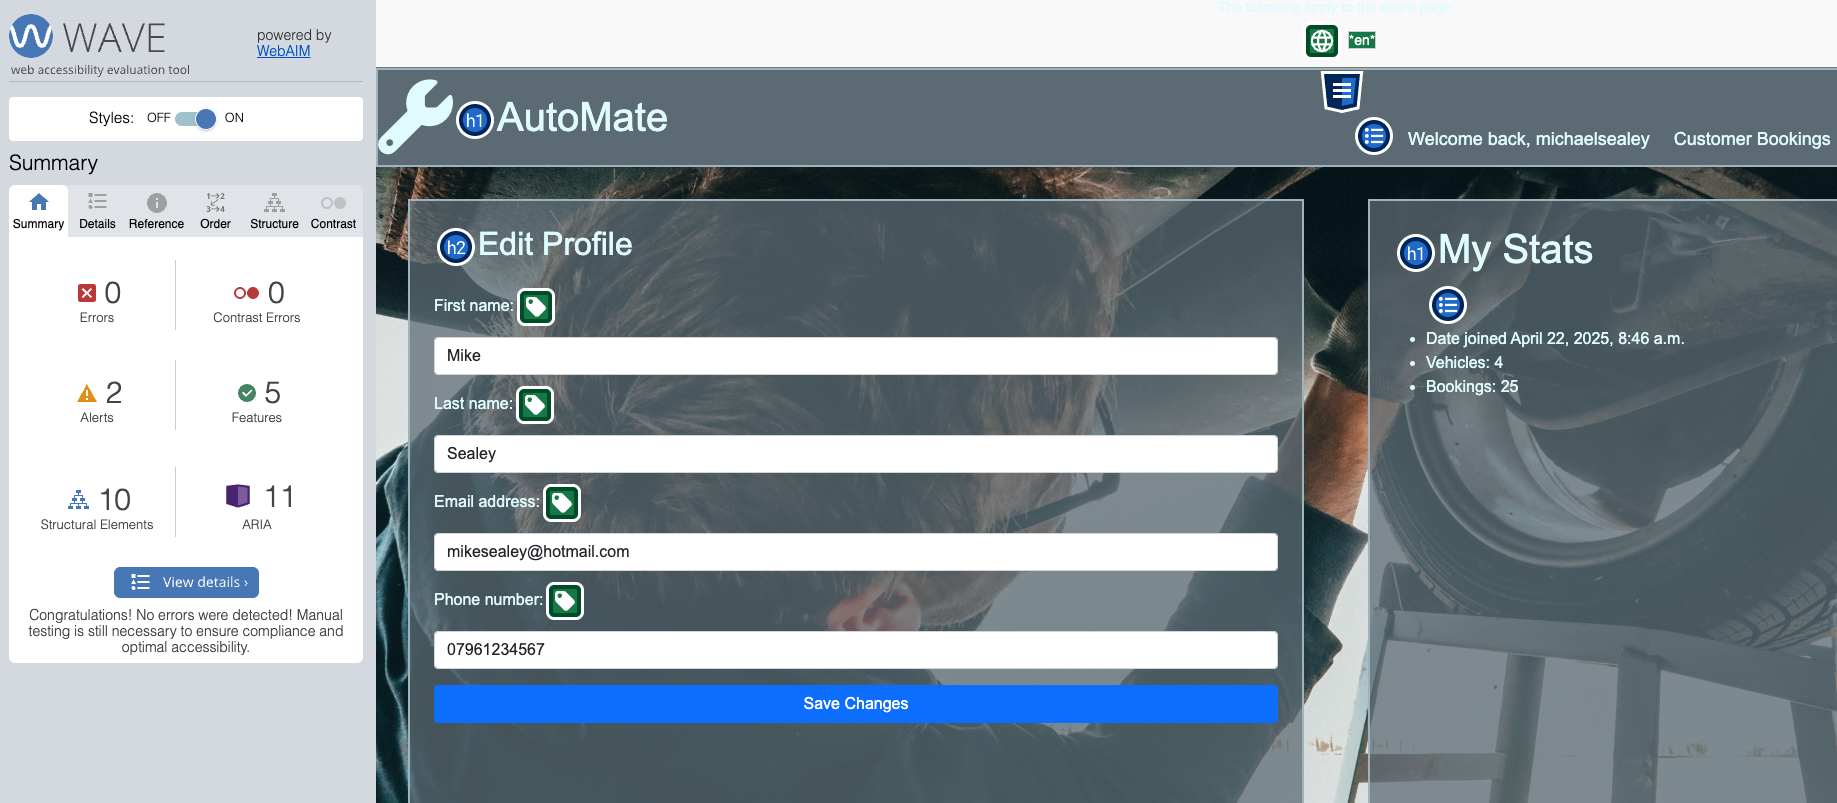 WAVE
powered by
WebAIM
web accessibility evaluation tool
Styles: OFF ON
Summary
Summary Details Reference Order Structure Contrast
0
Errors
0
Contrast Errors
2
Alerts
5
Features
10
Structural Elements
11
ARIA
View details ›
Congratulations! No errors were detected! Manual
testing is still necessary to ensure compliance and
optimal accessibility.
The following apply to the entire page:
*en*
h1 AutoMate
Welcome back, michaelsealey Customer Bookings
h2 Edit Profile
First name:
Mike
Last name:
Sealey
Email address:
mikesealey@hotmail.com
Phone number:
07961234567
Save Changes
h1 My Stats
Date joined April 22, 2025, 8:46 a.m.
Vehicles: 4
Bookings: 25